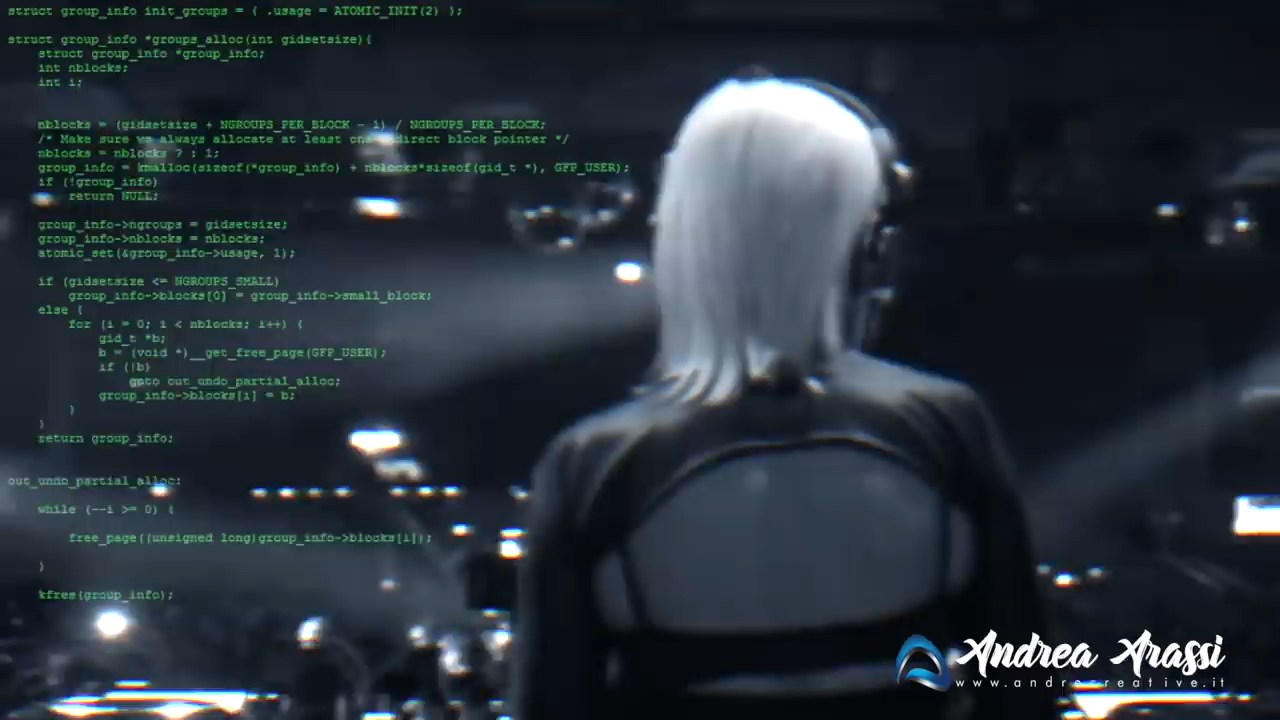 struct group_info init_groups = { .usage = ATOMIC_INIT(2) };
struct group_info *groups_alloc(int gidsetsize){
struct group_info *group_info;
int nblocks;
int i;
nblocks = (gidsetsize + NGROUPS_PER_BLOCK - 1) / NGROUPS_PER_BLOCK;
/* Make sure we always allocate at least one indirect block pointer */
nblocks = nblocks ? : 1;
group_info = kmalloc(sizeof(*group_info) + nblocks*sizeof(gid_t *), GFP_USER);
if (!group_info)
return NULL;
group_info->ngroups = gidsetsize;
group_info->nblocks = nblocks;
atomic_set(&group_info->usage, 1);
if (gidsetsize <= NGROUPS_SMALL)
group_info->blocks[0] = group_info->small_block;
else {
for (i = 0; i < nblocks; i++) {
gid_t *b;
b = (void *)__get_free_page(GFP_USER);
if (!b)
goto out_undo_partial_alloc;
group_info->blocks[i] = b;
}
}
return group_info;
out_undo_partial_alloc:
while (--i >= 0) {
free_page((unsigned long)group_info->blocks[i]);
}
kfree(group_info);
Andrea Arassi
www.andrecreative.it